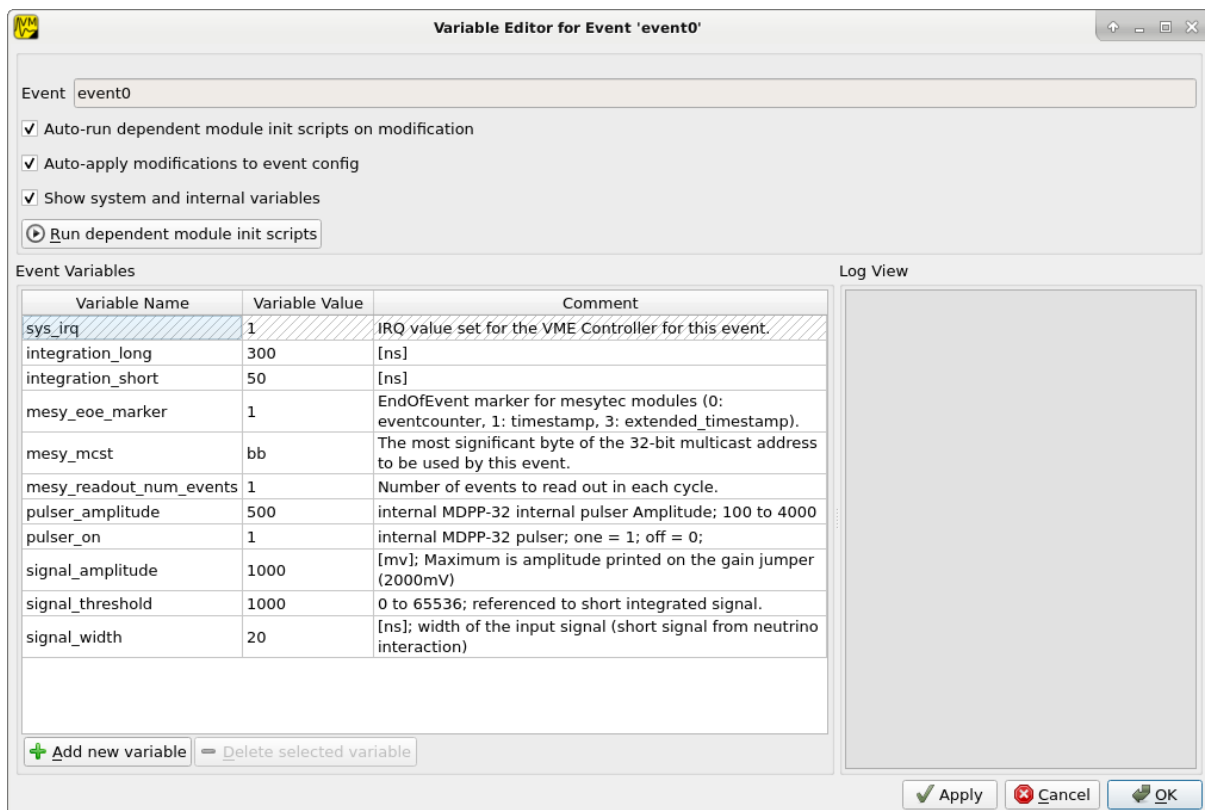 VM
Variable Editor for Event 'event0'
Event event0
Auto-run dependent module init scripts on modification
Auto-apply modifications to event config
Show system and internal variables
Run dependent module init scripts
Event Variables
Log View
Variable Name Variable Value Comment
sys_irq 1 IRQ value set for the VME Controller for this event.
integration_long 300 [ns]
integration_short 50 [ns]
mesy_eoe_marker 1 EndOfEvent marker for mesytec modules (0:
eventcounter, 1: timestamp, 3: extended_timestamp).
mesy_mcst bb The most significant byte of the 32-bit multicast address
to be used by this event.
mesy_readout_num_events 1 Number of events to read out in each cycle.
pulser_amplitude 500 internal MDPP-32 internal pulser Amplitude; 100 to 4000
pulser_on 1 internal MDPP-32 pulser; one = 1; off = 0;
signal_amplitude 1000 [mv]; Maximum is amplitude printed on the gain jumper
(2000mV)
signal_threshold 1000 0 to 65536; referenced to short integrated signal.
signal_width 20 [ns]; width of the input signal (short signal from neutrino
interaction)
Add new variable Delete selected variable
Apply Cancel OK